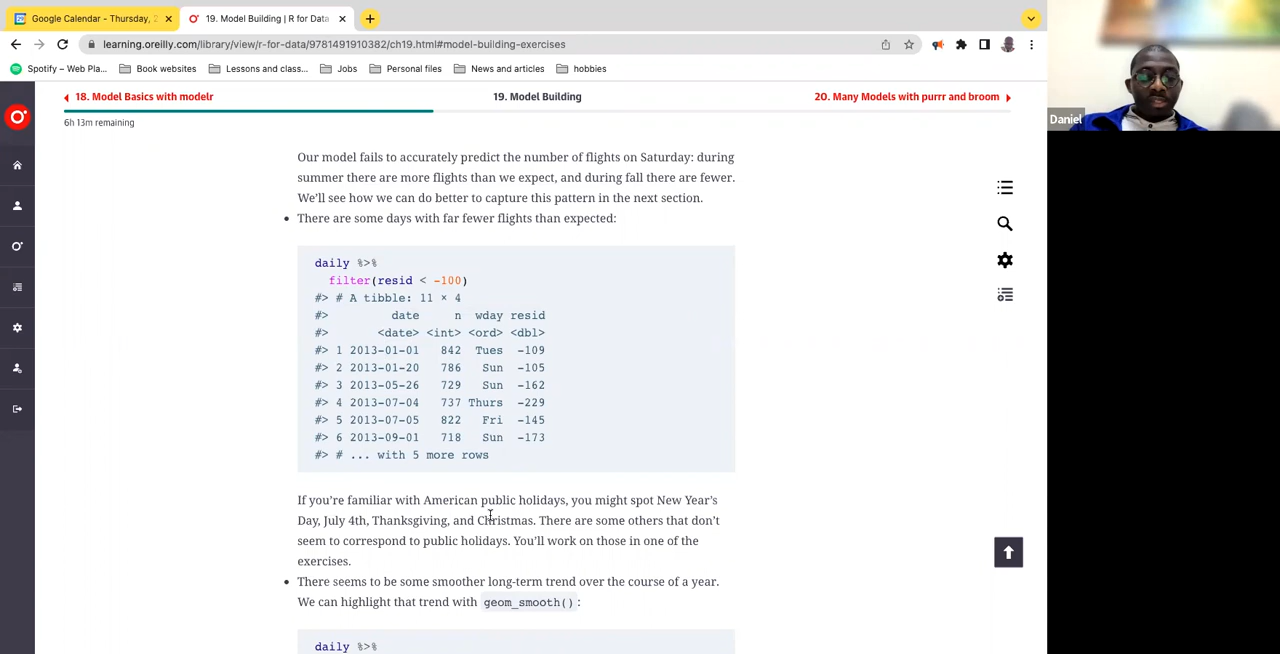 Google Calendar - Thursday, 2
19. Model Building | R for Data
learning.oreilly.com/library/view/r-for-data/9781491910382/ch19.html#model-building-exercises
Spotify – Web Pla...
Book websites
Lessons and class...
Jobs
Personal files
News and articles
hobbies
18. Model Basics with modelr
19. Model Building
20. Many Models with purrr and broom
6h 13m remaining
Daniel
Our model fails to accurately predict the number of flights on Saturday: during
summer there are more flights than we expect, and during fall there are fewer.
We’ll see how we can do better to capture this pattern in the next section.
• There are some days with far fewer flights than expected:
daily %>%
filter(resid < -100)
#> # A tibble: 11 × 4
#> date n wday resid
#> <date> <int> <ord> <dbl>
#> 1 2013-01-01 842 Tues -109
#> 2 2013-01-20 786 Sun -105
#> 3 2013-05-26 729 Sun -162
#> 4 2013-07-04 737 Thurs -229
#> 5 2013-07-05 822 Fri -145
#> 6 2013-09-01 718 Sun -173
#> # ... with 5 more rows
If you’re familiar with American public holidays, you might spot New Year’s
Day, July 4th, Thanksgiving, and Christmas. There are some others that don’t
seem to correspond to public holidays. You’ll work on those in one of the
exercises.
• There seems to be some smoother long-term trend over the course of a year.
We can highlight that trend with geom_smooth():
daily %>%